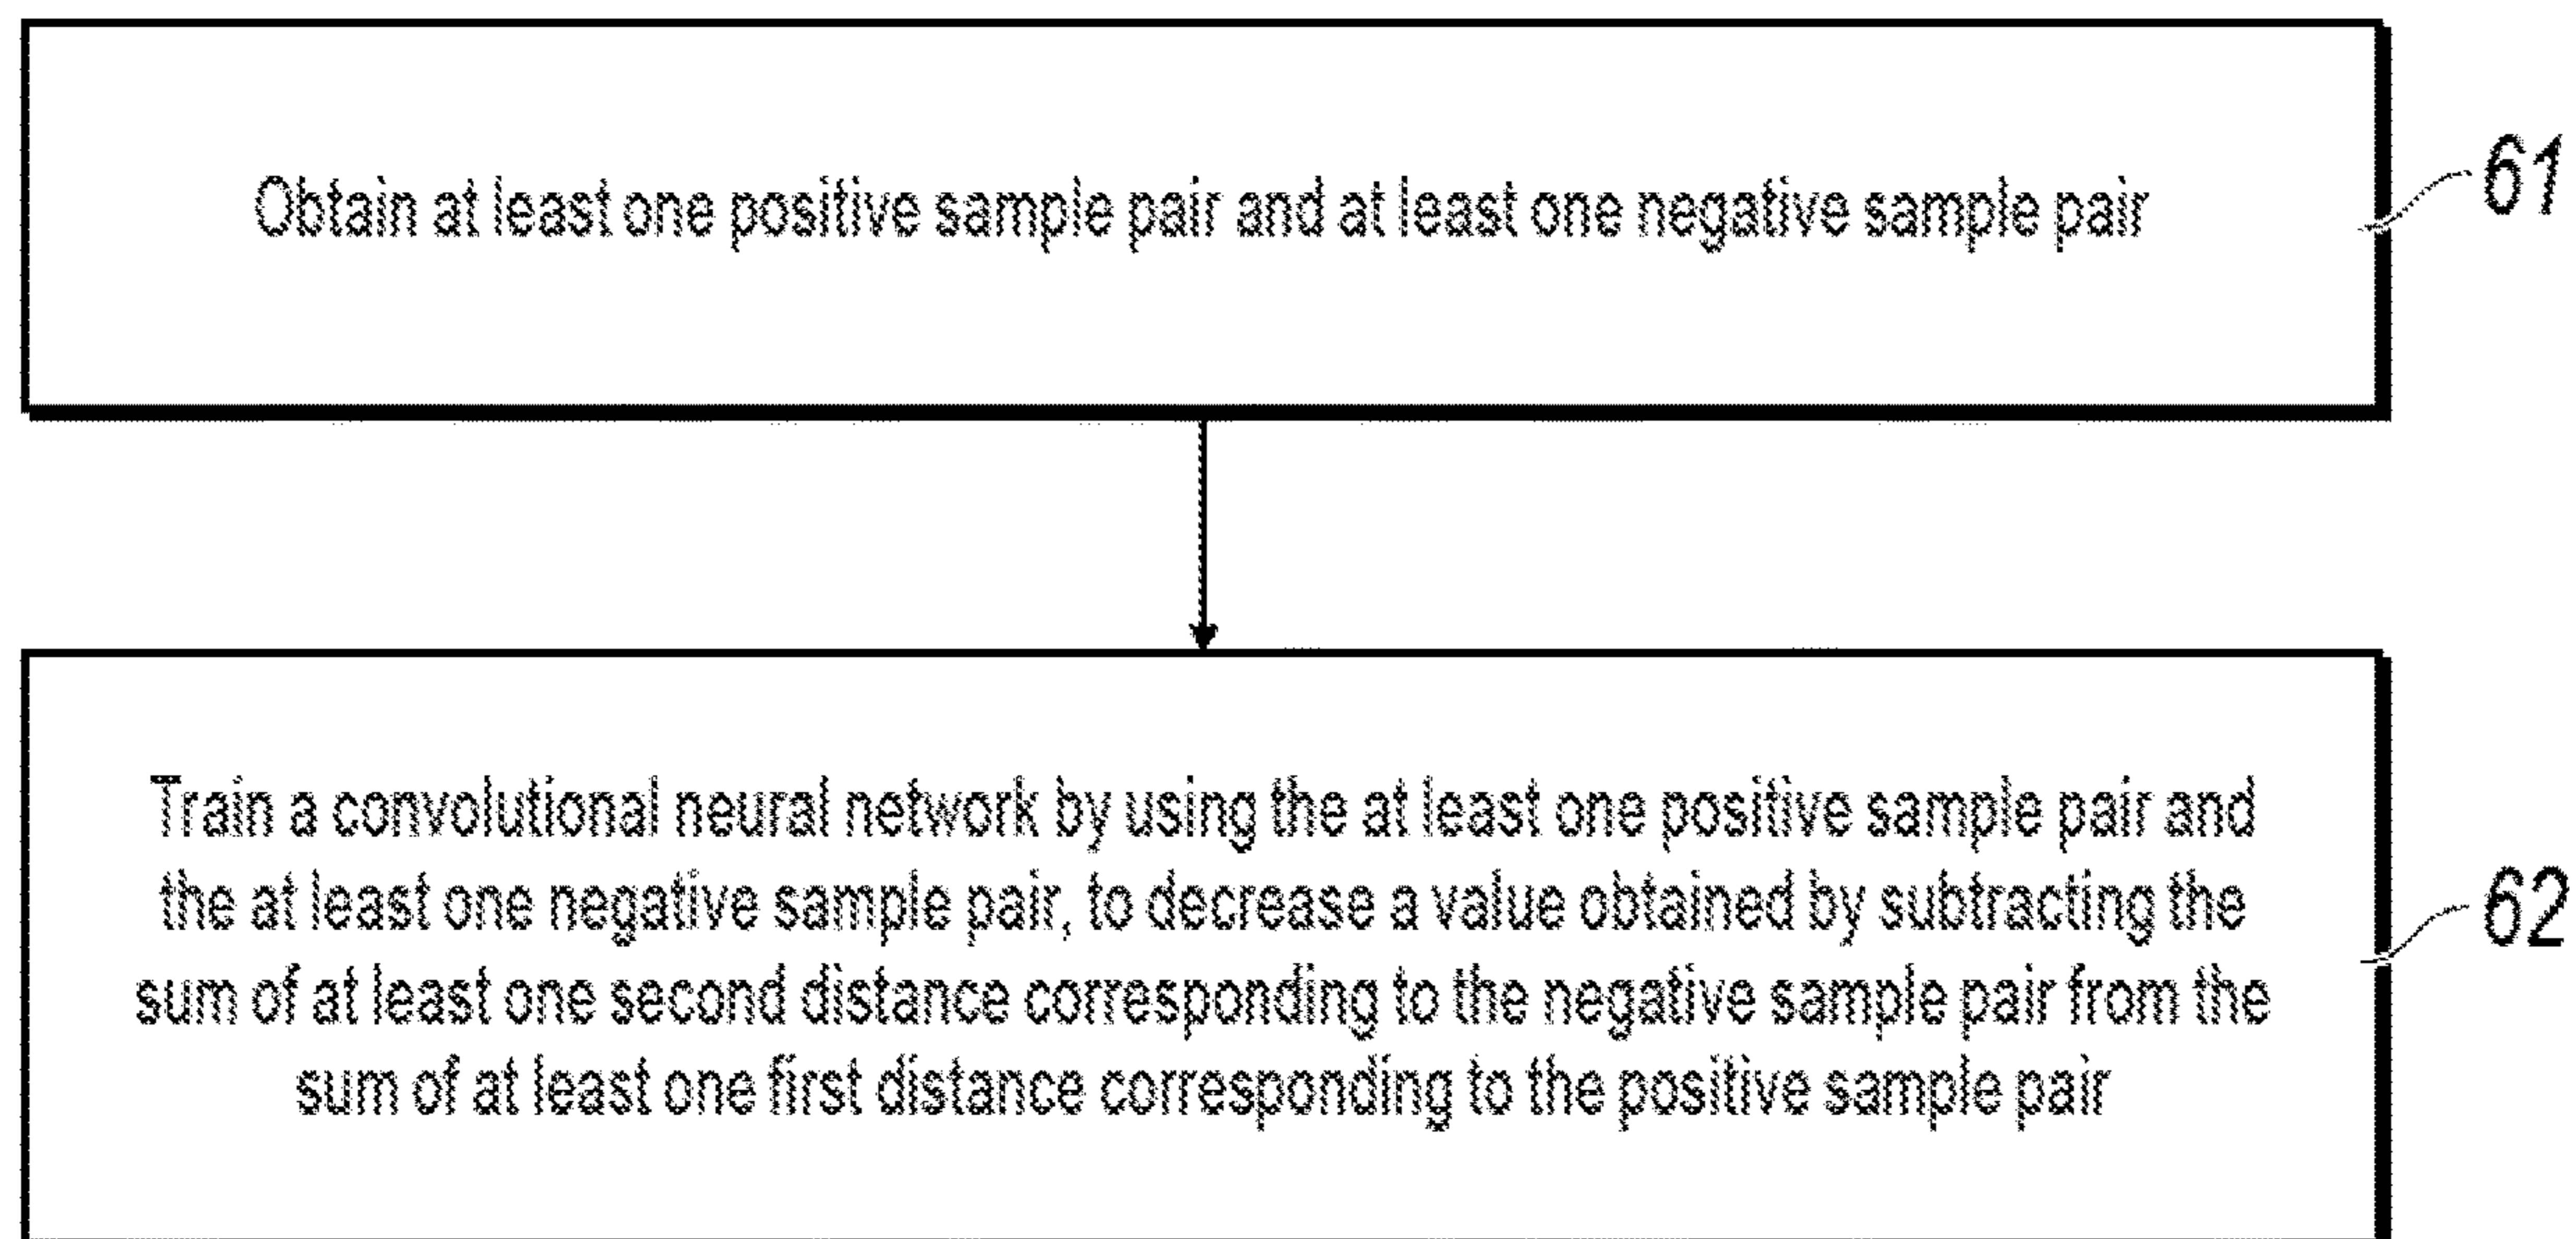 Obtain at least one positive sample pair and at least one negative sample pair
61
Train a convolutional neural network by using the at least one positive sample pair and
the at least one negative sample pair, to decrease a value obtained by subtracting the
sum of at least one second distance corresponding to the negative sample pair from the
sum of at least one first distance corresponding to the positive sample pair
62